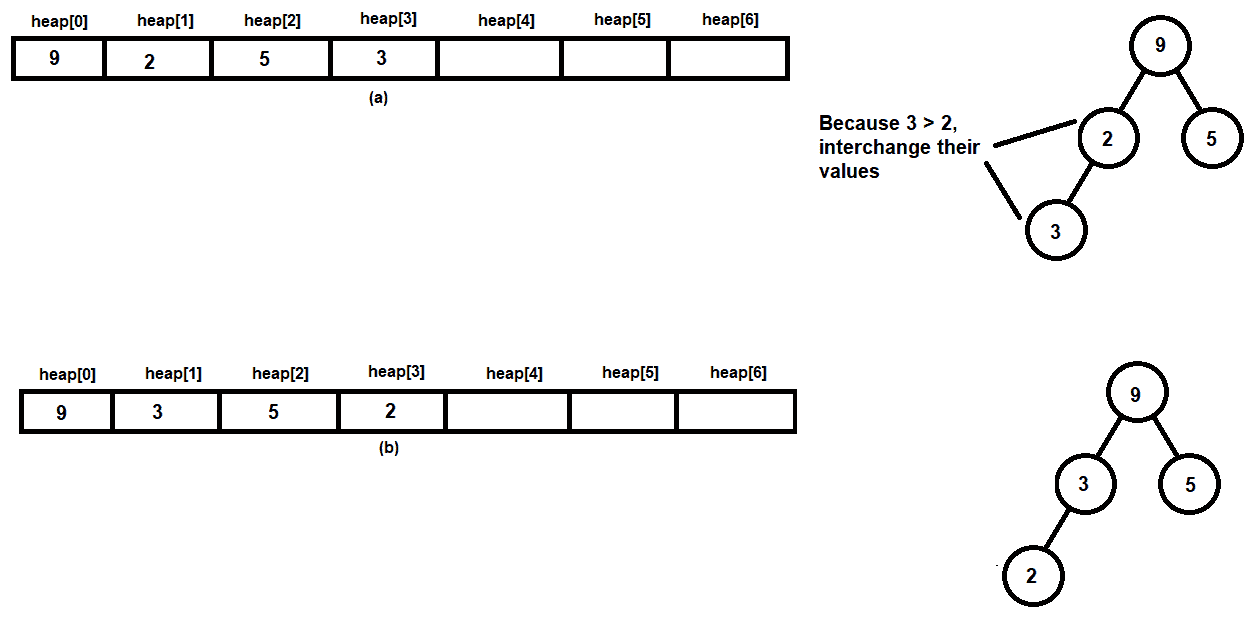 heap[0] heap[1] heap[2] heap[3] heap[4] heap[5] heap[6]
9 2 5 3
(a)
9
Because 3 > 2,
interchange their
values
2 5
3
heap[0] heap[1] heap[2] heap[3] heap[4] heap[5] heap[6]
9 3 5 2
(b)
9
3 5
2